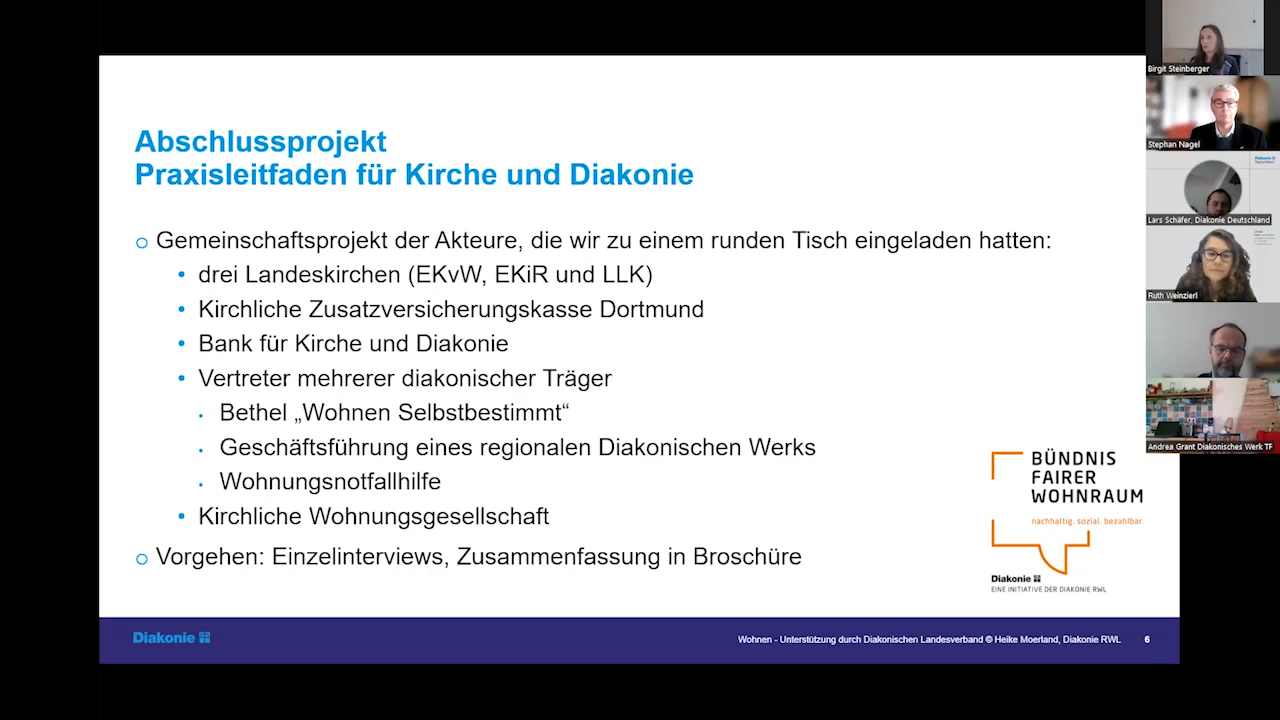 Abschlussprojekt
Praxisleitfaden für Kirche und Diakonie
Gemeinschaftsprojekt der Akteure, die wir zu einem runden Tisch eingeladen hatten:
drei Landeskirchen (EKvW, EKiR und LLK)
Kirchliche Zusatzversicherungskasse Dortmund
Bank für Kirche und Diakonie
Vertreter mehrerer diakonischer Träger
Bethel „Wohnen Selbstbestimmt“
Geschäftsführung eines regionalen Diakonischen Werks
Wohnungsnotfallhilfe
Kirchliche Wohnungsgesellschaft
Vorgehen: Einzelinterviews, Zusammenfassung in Broschüre
BÜNDNIS
FAIRER
WOHNRAUM
nachhaltig. sozial. bezahlbar.
Diakonie
EINE INITIATIVE DER DIAKONIE RWL
Diakonie
Wohnen - Unterstützung durch Diakonischen Landesverband © Heike Moerland, Diakonie RWL
6
Birgit Steinberger
Stephan Nagel
Diakonie
Deutschland
Lars Schäfer, Diakonie Deutschland
Ruth Weinzierl
Andrea Grant Diakonisches Werk TF